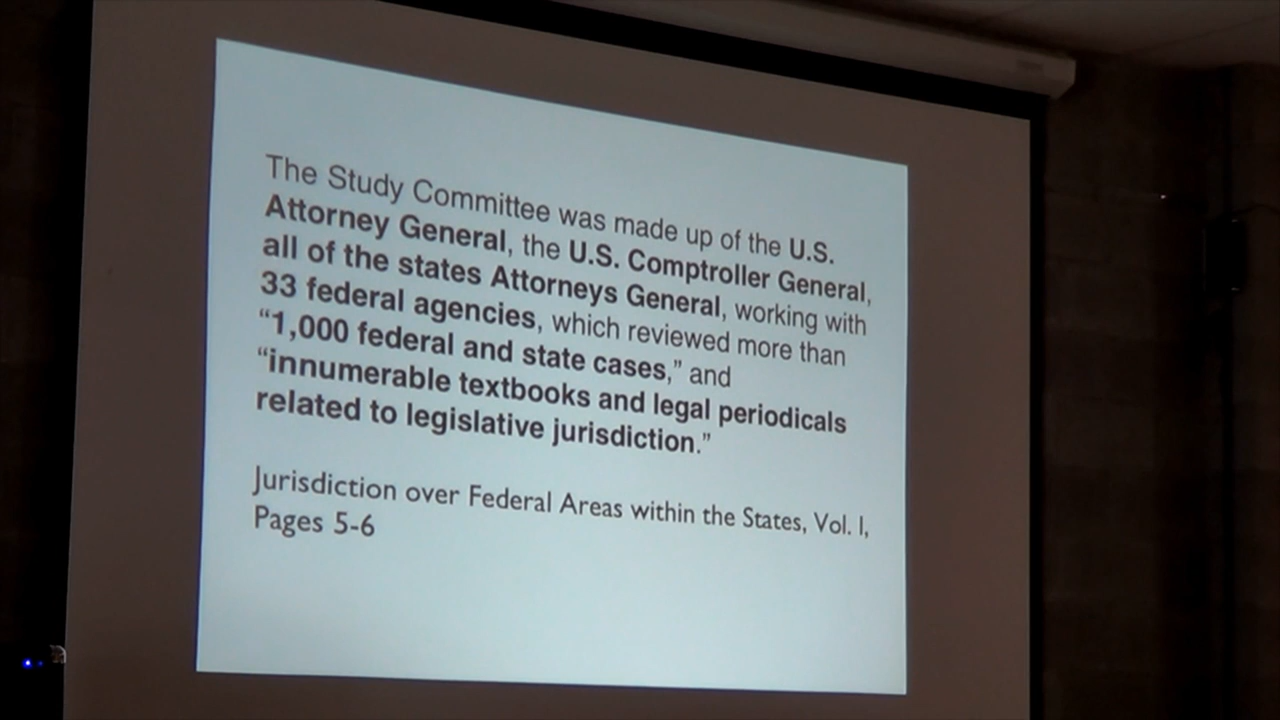 The Study Committee was made up of the U.S.
Attorney General, the U.S. Comptroller General,
all of the states Attorneys General, working with
33 federal agencies, which reviewed more than
“1,000 federal and state cases,” and
“innumerable textbooks and legal periodicals
related to legislative jurisdiction.”
Jurisdiction over Federal Areas within the States, Vol. I,
Pages 5-6